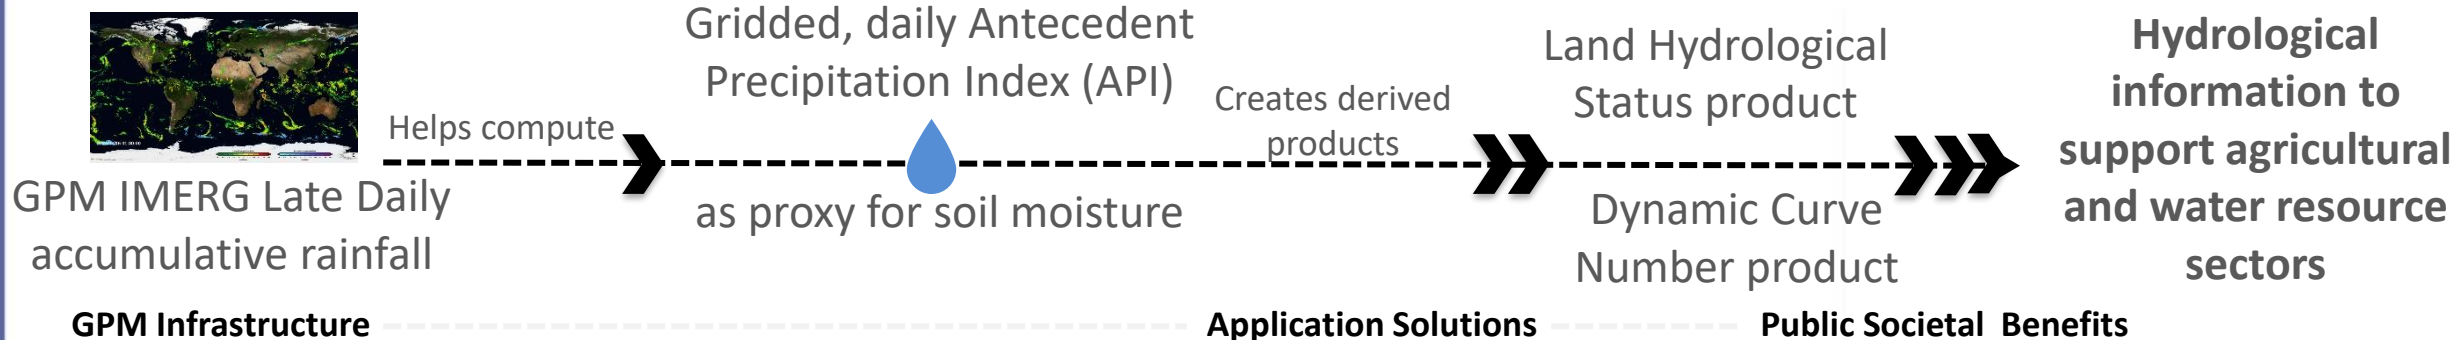 GPM IMERG Late Daily
accumulative rainfall
Helps compute
Gridded, daily Antecedent
Precipitation Index (API)
as proxy for soil moisture
Creates derived
products
Land Hydrological
Status product
Dynamic Curve
Number product
Hydrological
information to
support agricultural
and water resource
sectors
GPM Infrastructure
Application Solutions
Public Societal Benefits